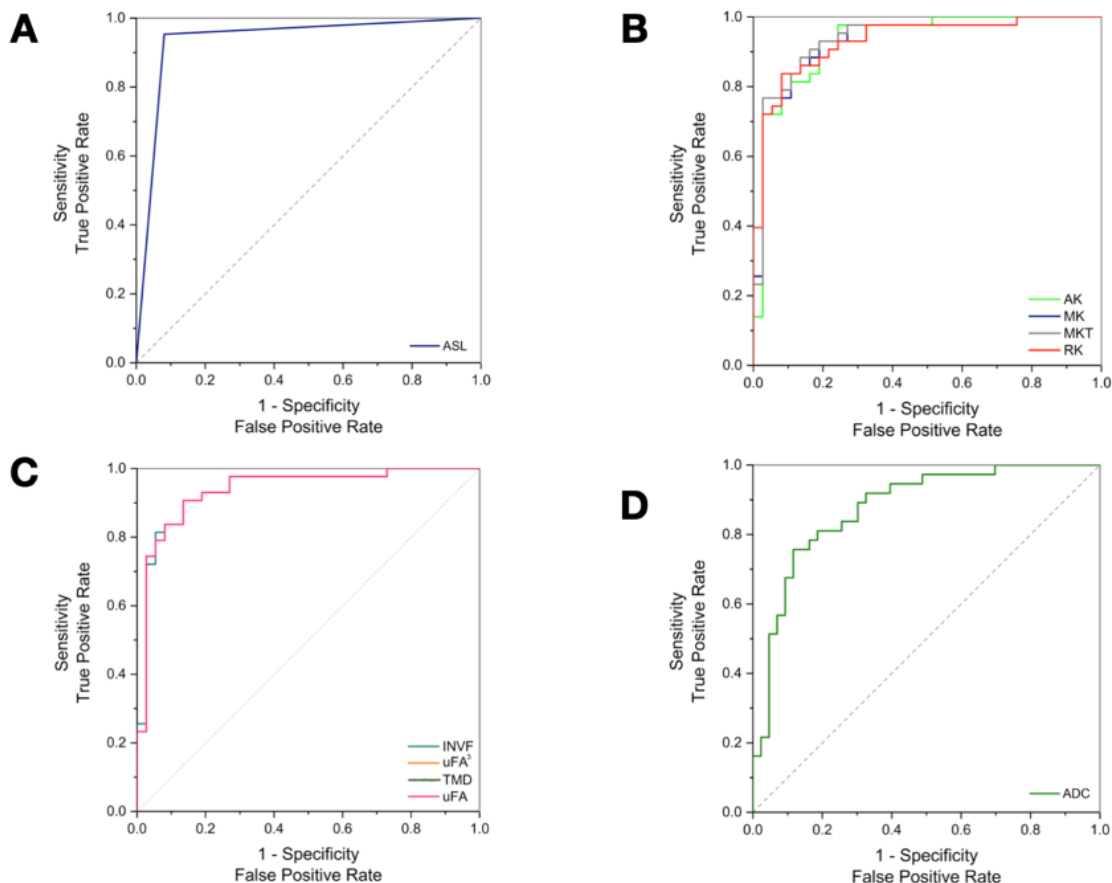 A
1.0
0.8
0.6
0.4
0.2
0.0
Sensitivity
True Positive Rate
ASL
0.0 0.2 0.4 0.6 0.8 1.0
1 - Specificity
False Positive Rate
B
1.0
0.8
0.6
0.4
0.2
0.0
Sensitivity
True Positive Rate
AK
MK
MKT
RK
0.0 0.2 0.4 0.6 0.8 1.0
1 - Specificity
False Positive Rate
C
1.0
0.8
0.6
0.4
0.2
0.0
Sensitivity
True Positive Rate
INVF
uFA³
TMD
uFA
0.0 0.2 0.4 0.6 0.8 1.0
1 - Specificity
False Positive Rate
D
1.0
0.8
0.6
0.4
0.2
0.0
Sensitivity
True Positive Rate
ADC
0.0 0.2 0.4 0.6 0.8 1.0
1 - Specificity
False Positive Rate